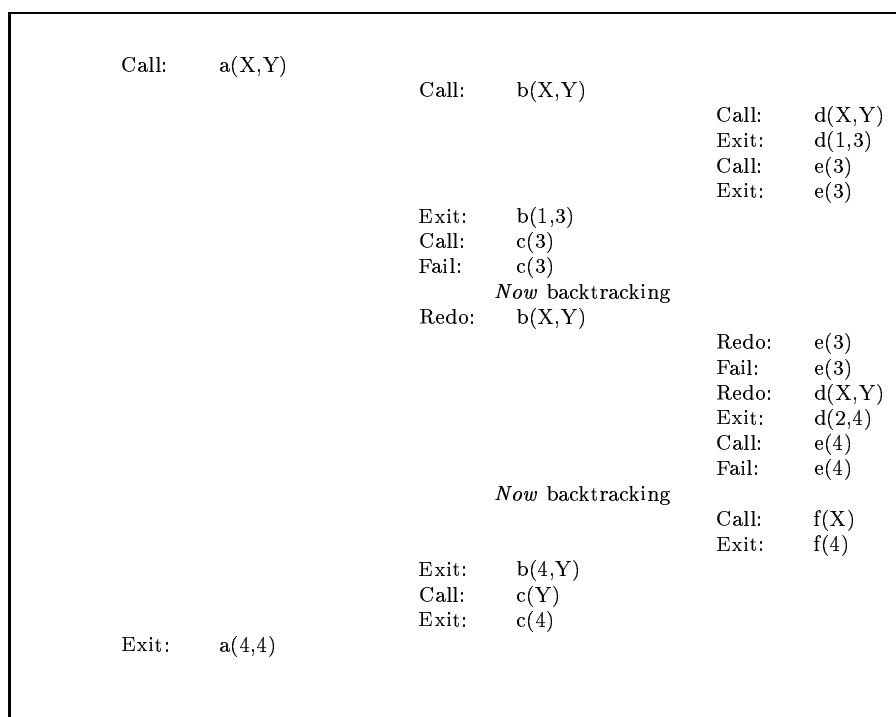 Call: a(X,Y)
Call: b(X,Y)
Call: d(X,Y)
Exit: d(1,3)
Call: e(3)
Exit: e(3)
Exit: b(1,3)
Call: c(3)
Fail: c(3)
Now backtracking
Redo: b(X,Y)
Redo: e(3)
Fail: e(3)
Redo: d(X,Y)
Exit: d(2,4)
Call: e(4)
Fail: e(4)
Now backtracking
Call: f(X)
Exit: f(4)
Exit: b(4,Y)
Call: c(Y)
Exit: c(4)
Exit: a(4,4)